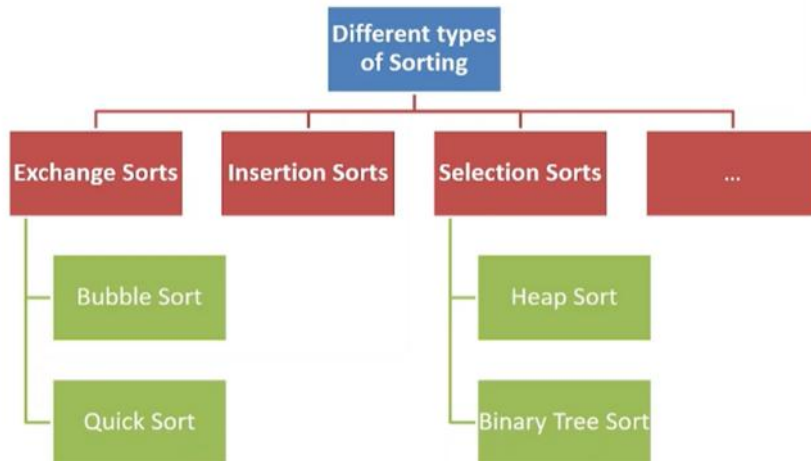 Different types
of Sorting
Exchange Sorts
Insertion Sorts
Selection Sorts
...
Bubble Sort
Heap Sort
Quick Sort
Binary Tree Sort